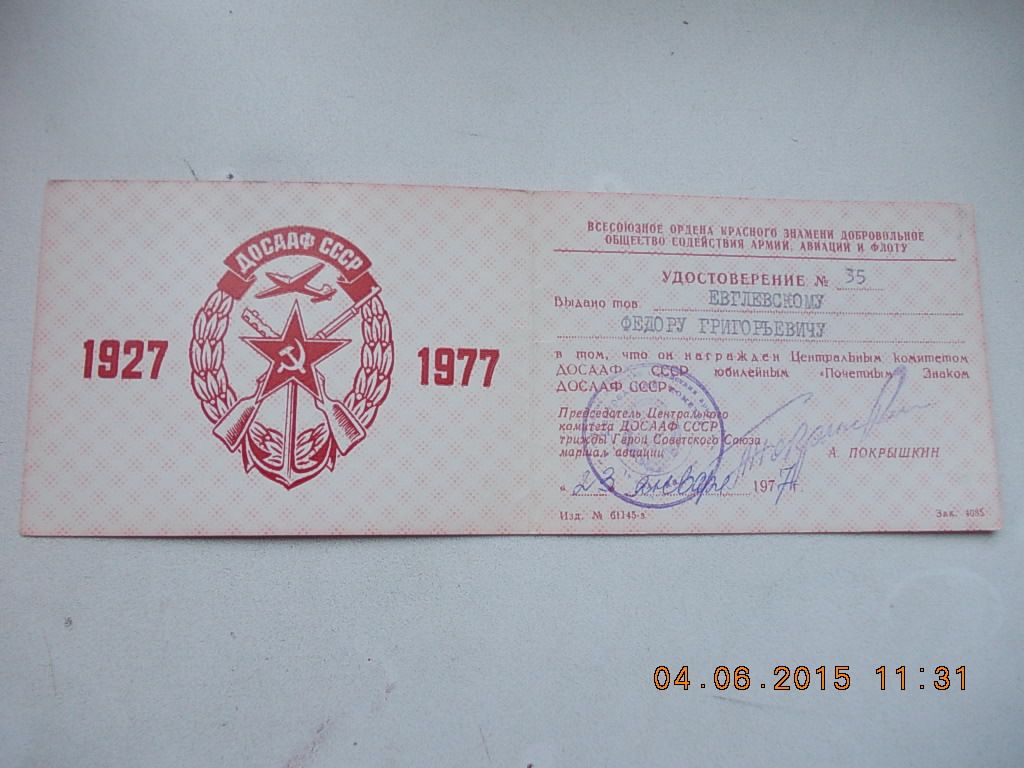 ДОСААФ СССР
1927
1977
ВСЕСОЮЗНОЕ ОРДЕНА КРАСНОГО ЗНАМЕНИ ДОБРОВОЛЬНОЕ
ОБЩЕСТВО СОДЕЙСТВИЯ АРМИИ, АВИАЦИИ И ФЛОТУ
УДОСТОВЕРЕНИЕ № 35
Выдано тов. ЕВГЛЕВСКОМУ
ФЕДОРУ ГРИГОРЬЕВИЧУ
в том, что он награжден Центральным комитетом
ДОСААФ СССР юбилейным «Почетным Знаком
ДОСААФ СССР»
Председатель Центрального
комитета ДОСААФ СССР
трижды Герой Советского Союза
маршал авиации
А. ПОКРЫШКИН
«23» января 1977 г.
Изд. № 61145-з.
Зак. 4085
04.06.2015 11:31